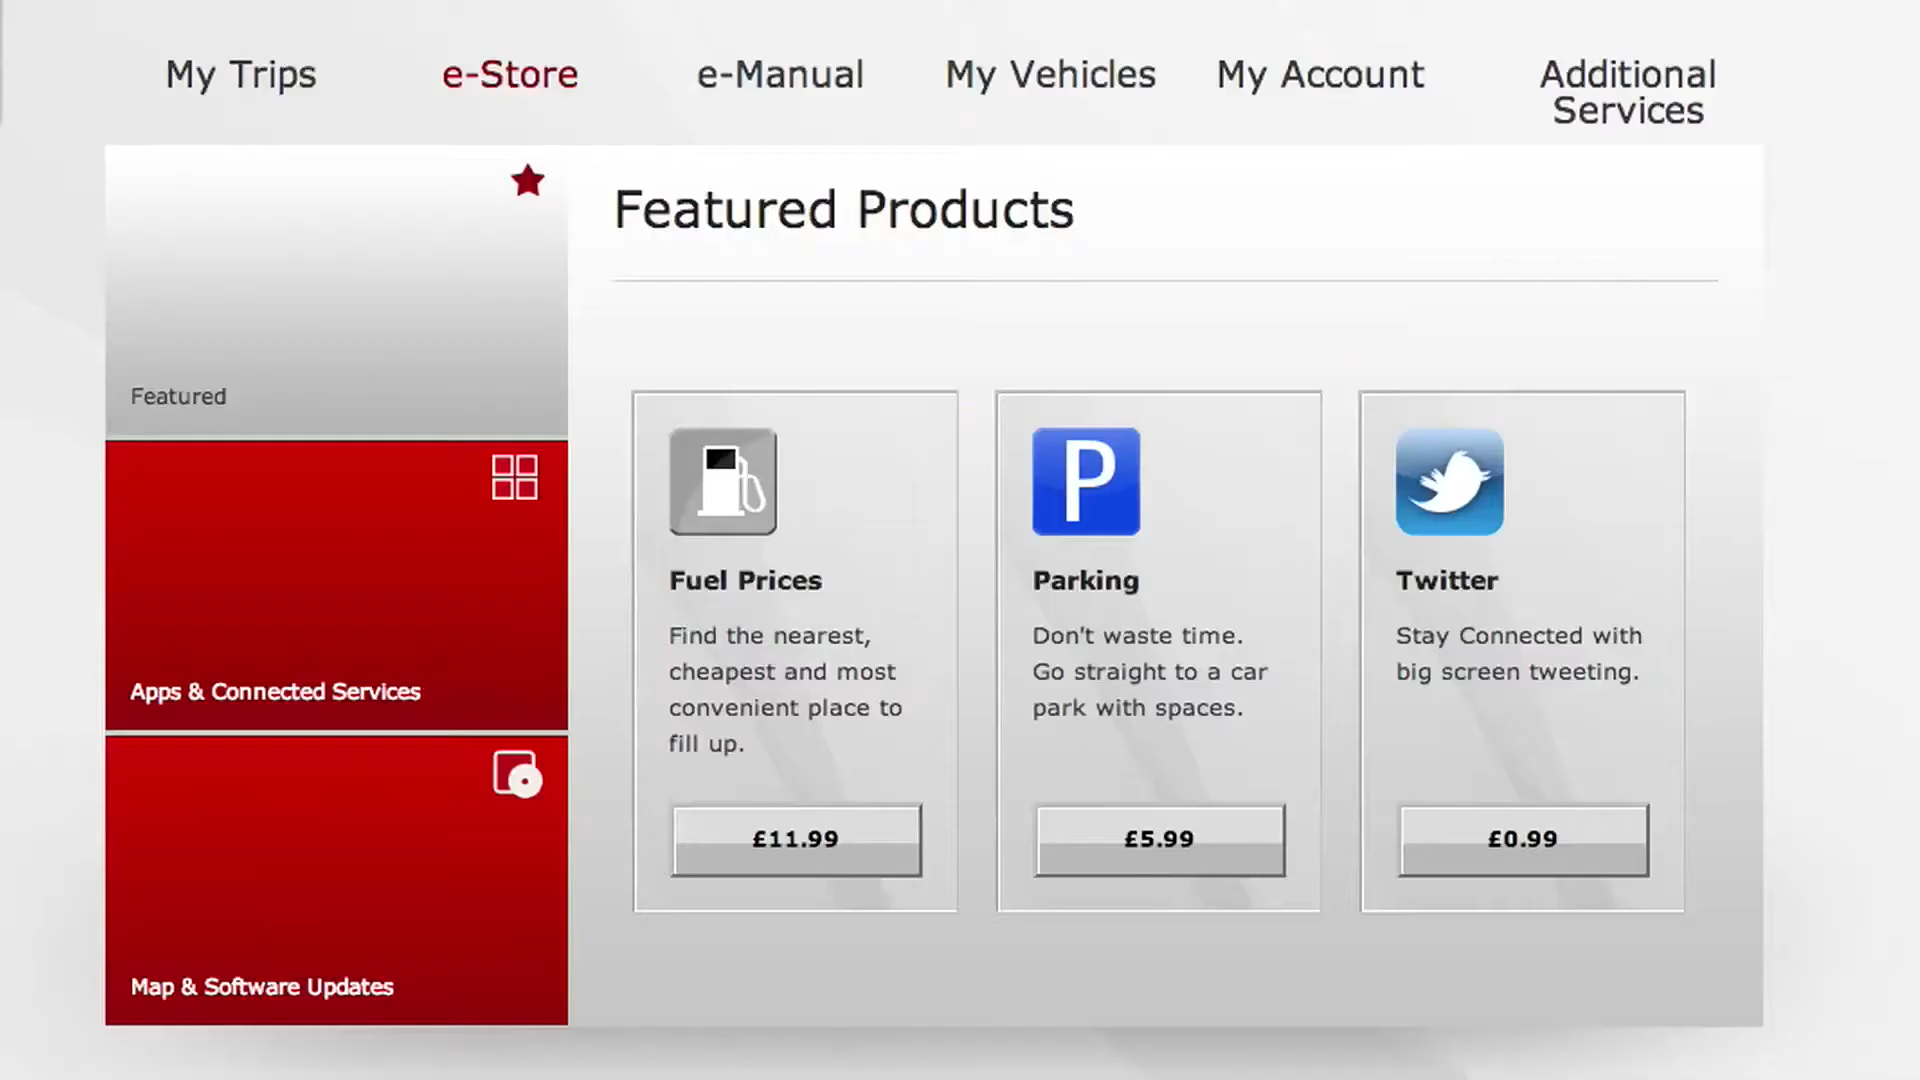 My Trips
e-Store
e-Manual
My Vehicles
My Account
Additional
Services
Featured
Apps & Connected Services
Map & Software Updates
Featured Products
P
Fuel Prices
Find the nearest,
cheapest and most
convenient place to
fill up.
£11.99
Parking
Don't waste time.
Go straight to a car
park with spaces.
£5.99
Twitter
Stay Connected with
big screen tweeting.
£0.99